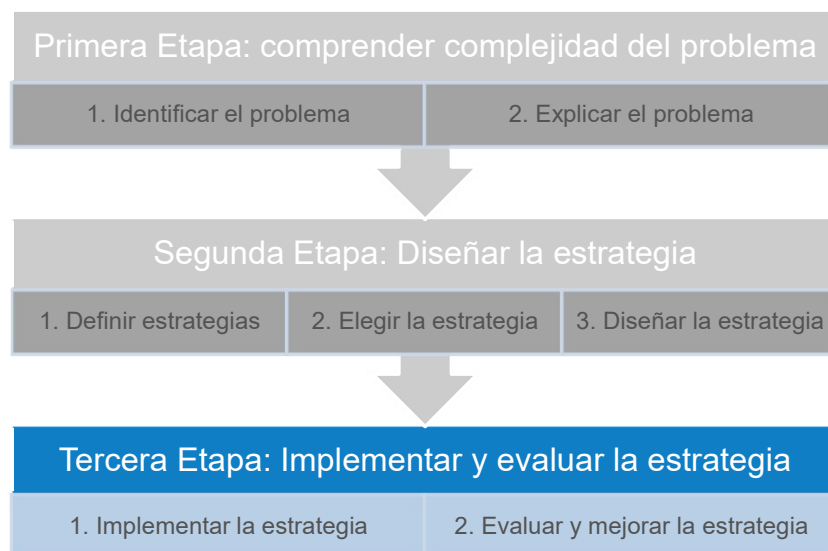 Primera Etapa: comprender complejidad del problema
1. Identificar el problema
2. Explicar el problema
Segunda Etapa: Diseñar la estrategia
1. Definir estrategias
2. Elegir la estrategia
3. Diseñar la estrategia
Tercera Etapa: Implementar y evaluar la estrategia
1. Implementar la estrategia
2. Evaluar y mejorar la estrategia